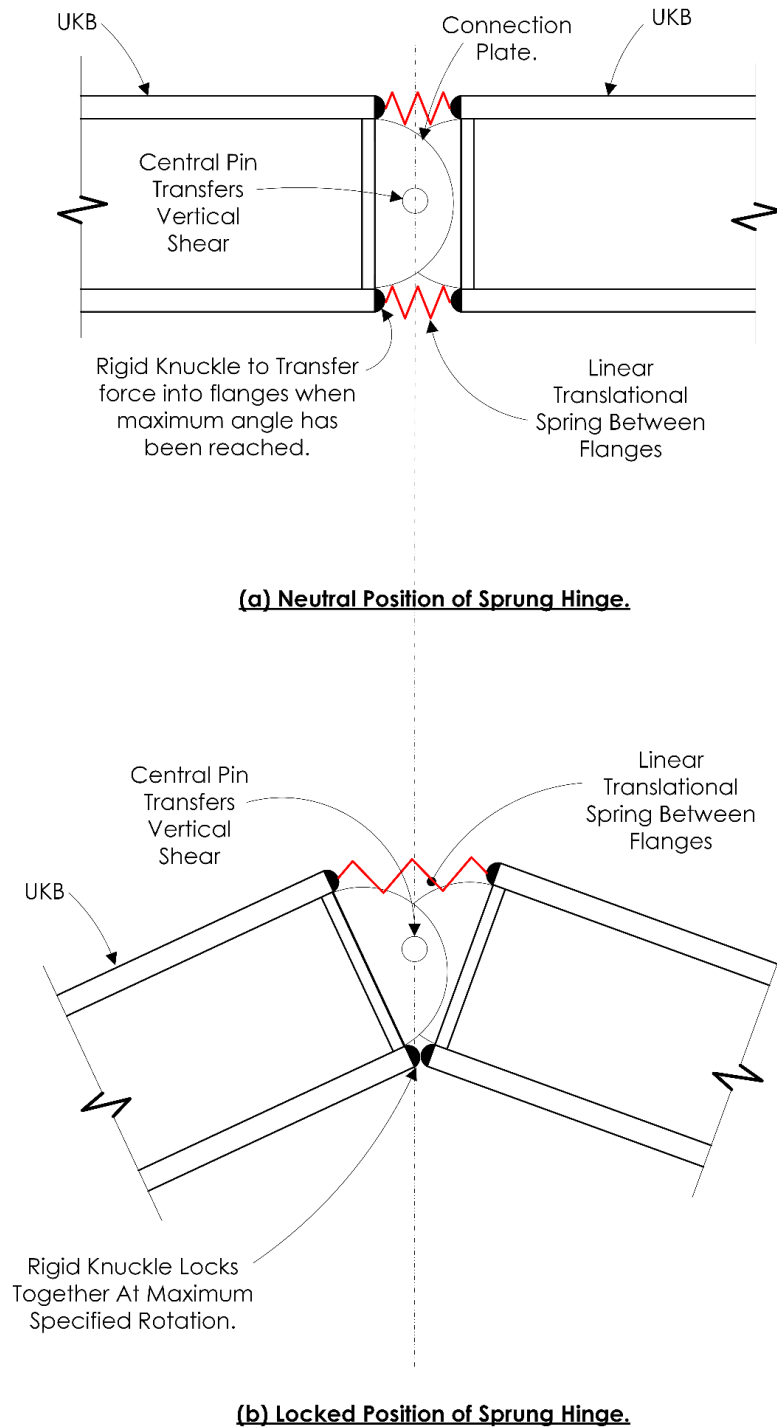 UKB
Connection
Plate.
UKB
Central Pin
Transfers
Vertical
Shear
Rigid Knuckle to Transfer
force into flanges when
maximum angle has
been reached.
Linear
Translational
Spring Between
Flanges
(a) Neutral Position of Sprung Hinge.
Central Pin
Transfers
Vertical
Shear
Linear
Translational
Spring Between
Flanges
UKB
Rigid Knuckle Locks
Together At Maximum
Specified Rotation.
(b) Locked Position of Sprung Hinge.